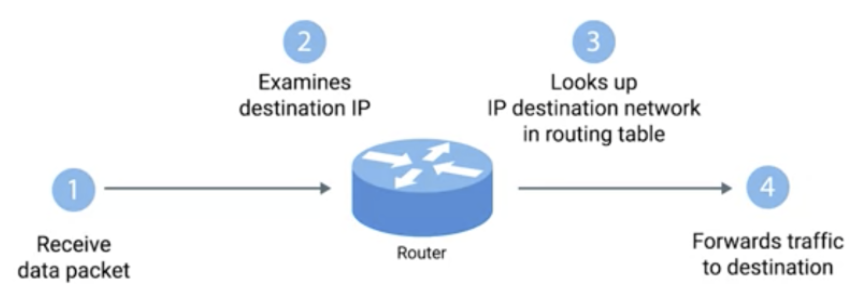 1
Receive
data packet
2
Examines
destination IP
Router
3
Looks up
IP destination network
in routing table
4
Forwards traffic
to destination